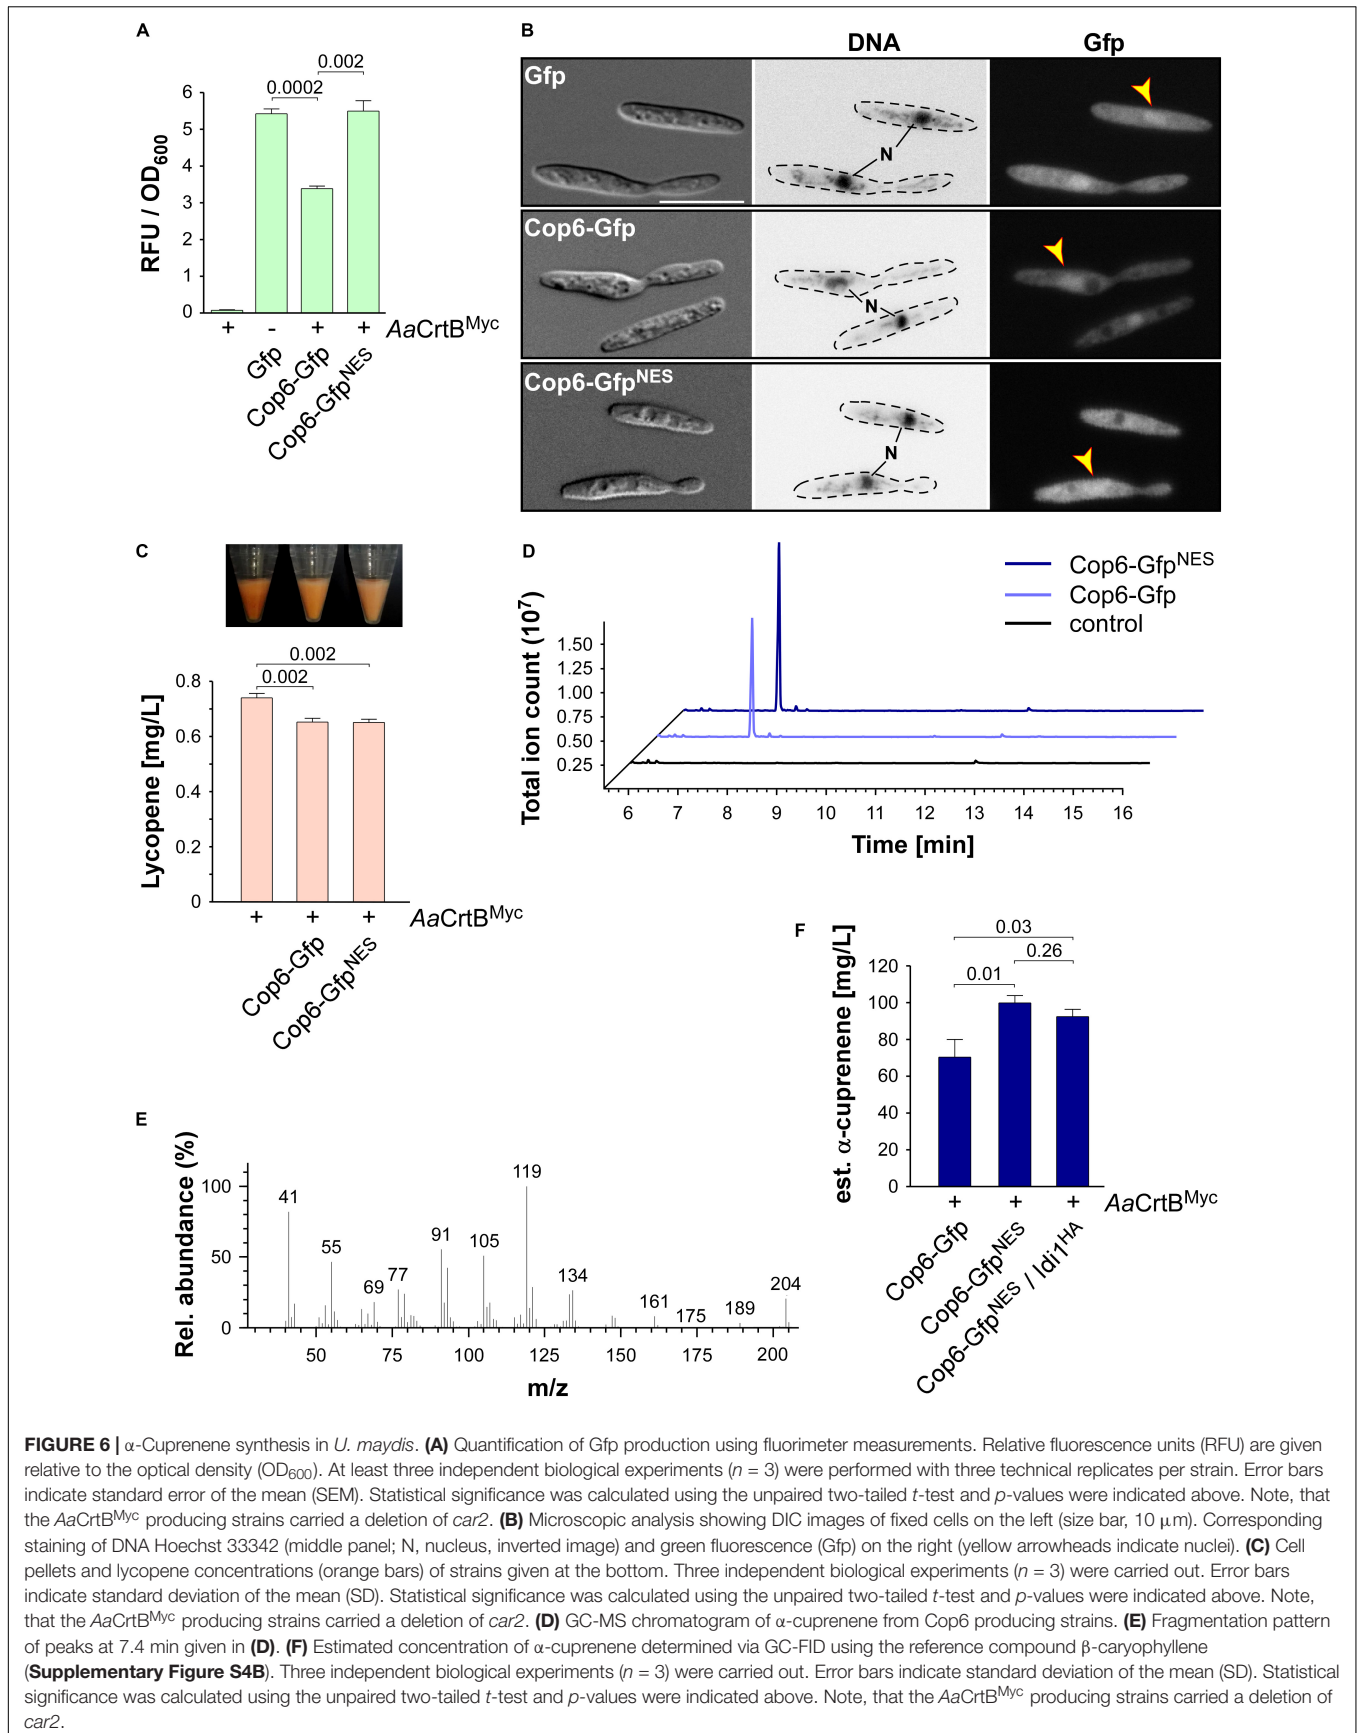 A
0.002
0.0002
6
5
4
3
2
1
0
RFU / OD600
+ - + + AaCrtBMyc
Gfp
Cop6-Gfp
Cop6-GfpNES
B
DNA Gfp
Gfp
N
Cop6-Gfp
N
Cop6-GfpNES
N
C
0.002
0.002
0.8
0.6
0.4
0.2
0
Lycopene [mg/L]
+ + + AaCrtBMyc
Cop6-Gfp
Cop6-GfpNES
D
Cop6-GfpNES
Cop6-Gfp
control
Total ion count (107)
1.50
1.25
1.00
0.75
0.50
0.25
6 7 8 9 10 11 12 13 14 15 16
Time [min]
E
Rel. abundance (%)
100
50
0
41
55
69
77
91
105
119
134
161
175
189
204
50 75 100 125 150 175 200
m/z
F
0.03
0.26
0.01
120
100
80
60
40
20
0
est. α-cuprenene [mg/L]
+ + + AaCrtBMyc
Cop6-Gfp
Cop6-GfpNES
Cop6-GfpNES / Idi1HA
FIGURE 6 | α-Cuprenene synthesis in U. maydis. (A) Quantification of Gfp production using fluorimeter measurements. Relative fluorescence units (RFU) are given
relative to the optical density (OD600). At least three independent biological experiments (n = 3) were performed with three technical replicates per strain. Error bars
indicate standard error of the mean (SEM). Statistical significance was calculated using the unpaired two-tailed t-test and p-values were indicated above. Note, that
the AaCrtBMyc producing strains carried a deletion of car2. (B) Microscopic analysis showing DIC images of fixed cells on the left (size bar, 10 μm). Corresponding
staining of DNA Hoechst 33342 (middle panel; N, nucleus, inverted image) and green fluorescence (Gfp) on the right (yellow arrowheads indicate nuclei). (C) Cell
pellets and lycopene concentrations (orange bars) of strains given at the bottom. Three independent biological experiments (n = 3) were carried out. Error bars
indicate standard deviation of the mean (SD). Statistical significance was calculated using the unpaired two-tailed t-test and p-values were indicated above. Note,
that the AaCrtBMyc producing strains carried a deletion of car2. (D) GC-MS chromatogram of α-cuprenene from Cop6 producing strains. (E) Fragmentation pattern
of peaks at 7.4 min given in (D). (F) Estimated concentration of α-cuprenene determined via GC-FID using the reference compound β-caryophyllene
(Supplementary Figure S4B). Three independent biological experiments (n = 3) were carried out. Error bars indicate standard deviation of the mean (SD). Statistical
significance was calculated using the unpaired two-tailed t-test and p-values were indicated above. Note, that the AaCrtBMyc producing strains carried a deletion of
car2.